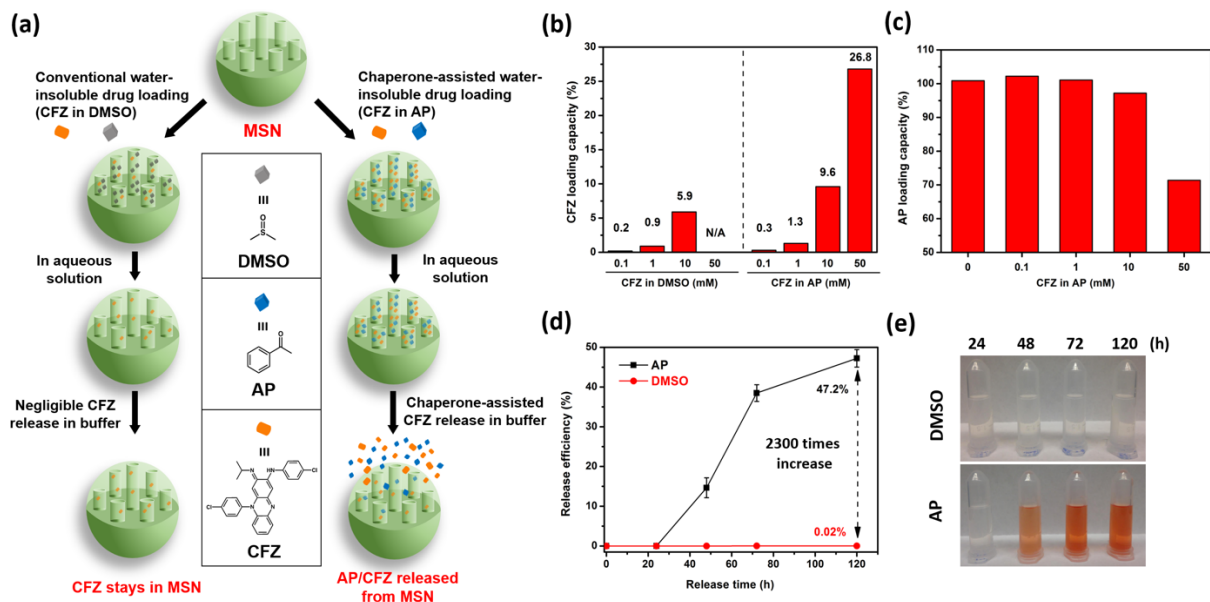 (a)
MSN
Conventional water-
insoluble drug loading
(CFZ in DMSO)
Chaperone-assisted water-
insoluble drug loading
(CFZ in AP)
In aqueous
solution
In aqueous
solution
Negligible CFZ
release in buffer
Chaperone-assisted
CFZ release in buffer
CFZ stays in MSN
AP/CFZ released
from MSN
III
O
S
DMSO
III
O
AP
III
N
HN
Cl
Cl
N
N
CFZ
(b)
CFZ loading capacity (%)
30
25
20
15
10
5
0
0.2
0.9
5.9
N/A
0.3
1.3
9.6
26.8
0.1 1 10 50 0.1 1 10 50
CFZ in DMSO (mM) CFZ in AP (mM)
(c)
AP loading capacity (%)
110
100
90
80
70
60
50
0 0.1 1 10 50
CFZ in AP (mM)
(d)
Release efficiency (%)
50
40
30
20
10
0
AP
DMSO
47.2%
2300 times
increase
0.02%
0 20 40 60 80 100 120
Release time (h)
(e)
24 48 72 120 (h)
DMSO
AP